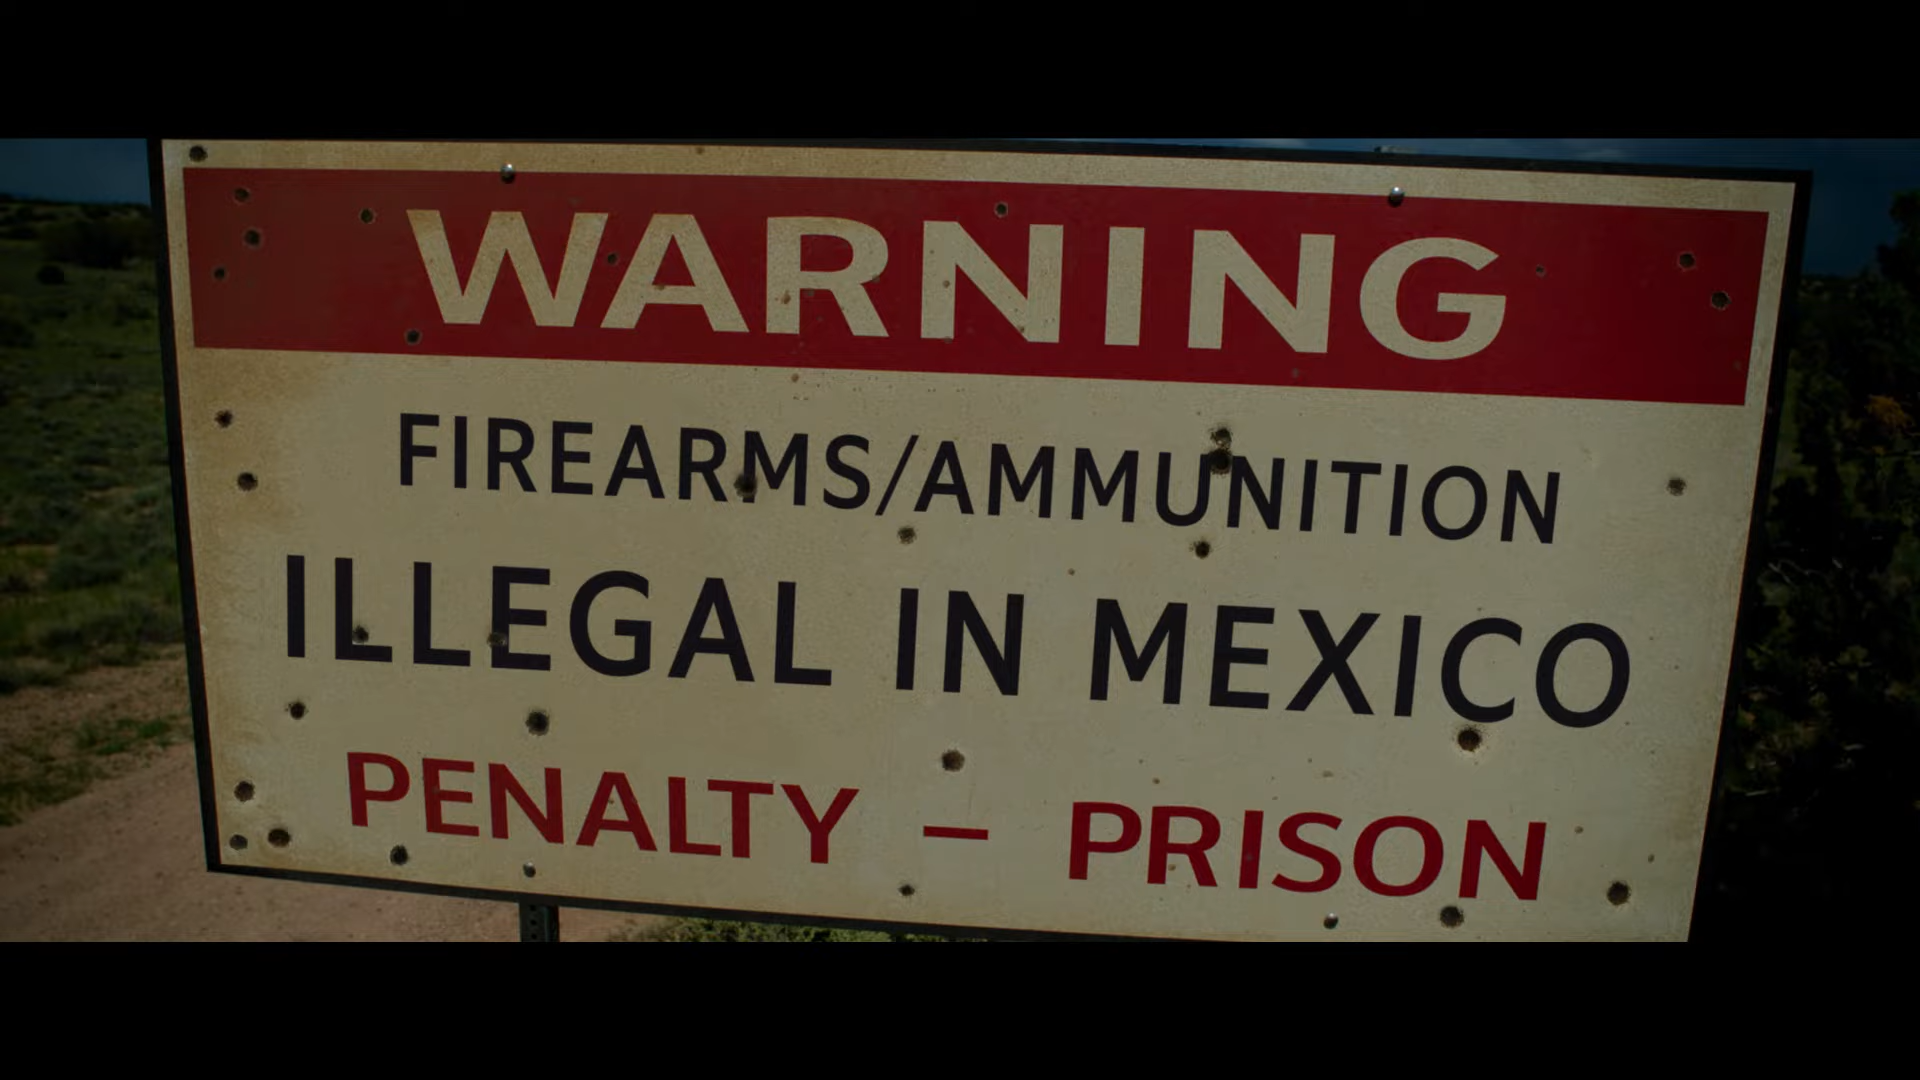 WARNING
FIREARMS/AMMUNITION
ILLEGAL IN MEXICO
PENALTY – PRISON